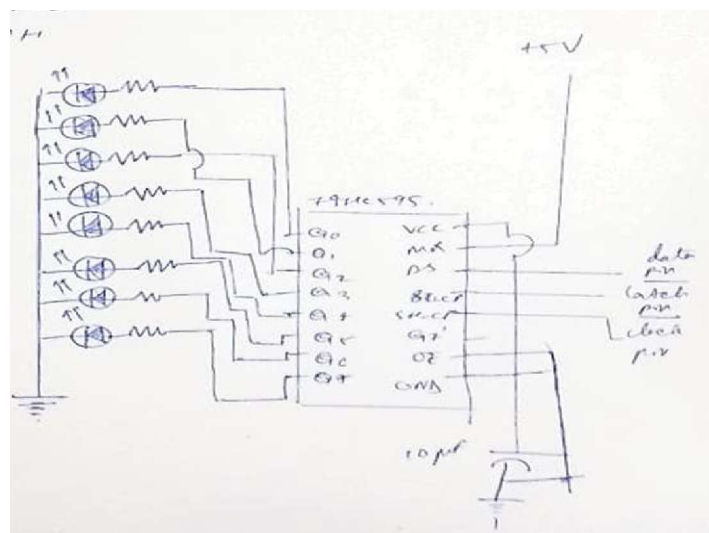 +5V
74HC595
Q0
Q1
Q2
Q3
Q4
Q5
Q6
Q7
VCC
MR
DS
STCP
SHCP
Q7'
OE
GND
data
pin
Latch
pin
clock
pin
10 µF